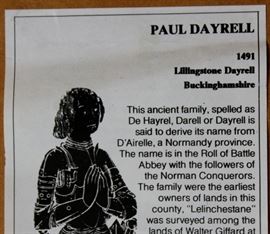 PAUL DAYRELL
1491
Lillingstone Dayrell
Buckinghamshire
This ancient family, spelled as
De Hayrel, Darell or Dayrell is
said to derive its name from
D'Airelle, a Normandy province.
The name is in the Roll of Battle
Abbey with the followers of
the Norman Conquerors.
The family were the earliest
owners of lands in this
county, "Lelinchestane"
was surveyed among the
lands of Walter Giffard at